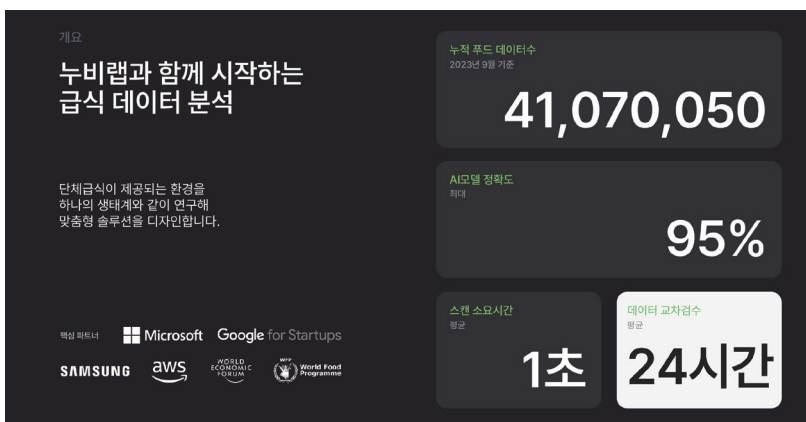 개요
누비랩과 함께 시작하는
급식 데이터 분석
단체급식이 제공되는 환경을
하나의 생태계와 같이 연구해
맞춤형 솔루션을 디자인합니다.
핵심 파트너
Microsoft
Google for Startups
SAMSUNG
aws
WORLD
ECONOMIC
FORUM
WFP
World Food
Programme
누적 푸드 데이터수
2023년 9월 기준
41,070,050
AI모델 정확도
최대
95%
스캔 소요시간
평균
1초
데이터 교차검수
평균
24시간